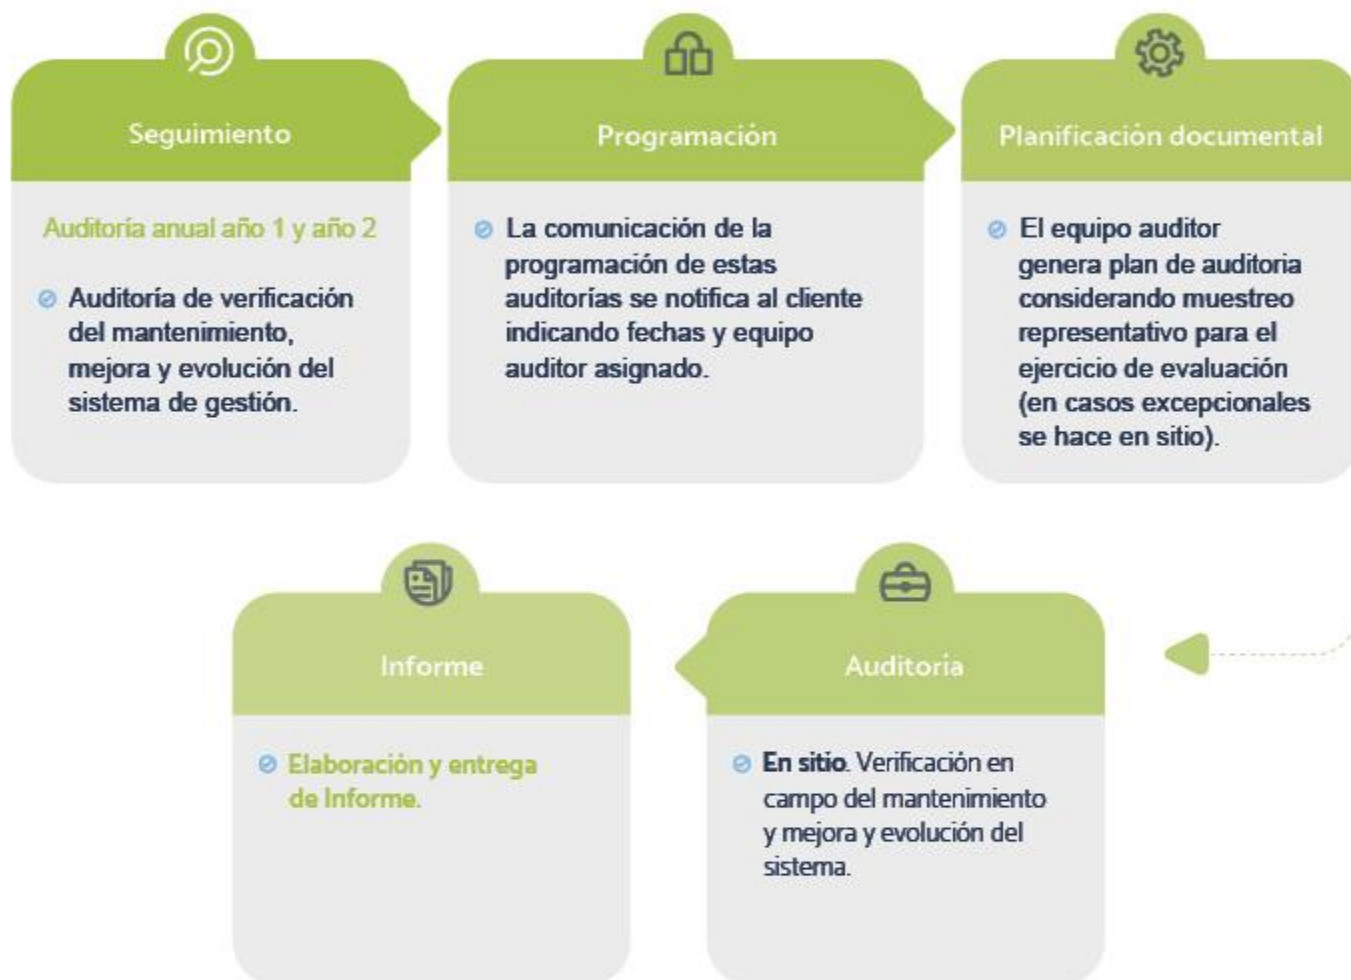 Seguimiento
Auditoría anual año 1 y año 2
Auditoría de verificación
del mantenimiento,
mejora y evolución del
sistema de gestión.
Programación
La comunicación de la
programación de estas
auditorías se notifica al cliente
indicando fechas y equipo
auditor asignado.
Planificación documental
El equipo auditor
genera plan de auditoria
considerando muestreo
representativo para el
ejercicio de evaluación
(en casos excepcionales
se hace en sitio).
Auditoría
En sitio. Verificación en
campo del mantenimiento
y mejora y evolución del
sistema.
Informe
Elaboración y entrega
de Informe.